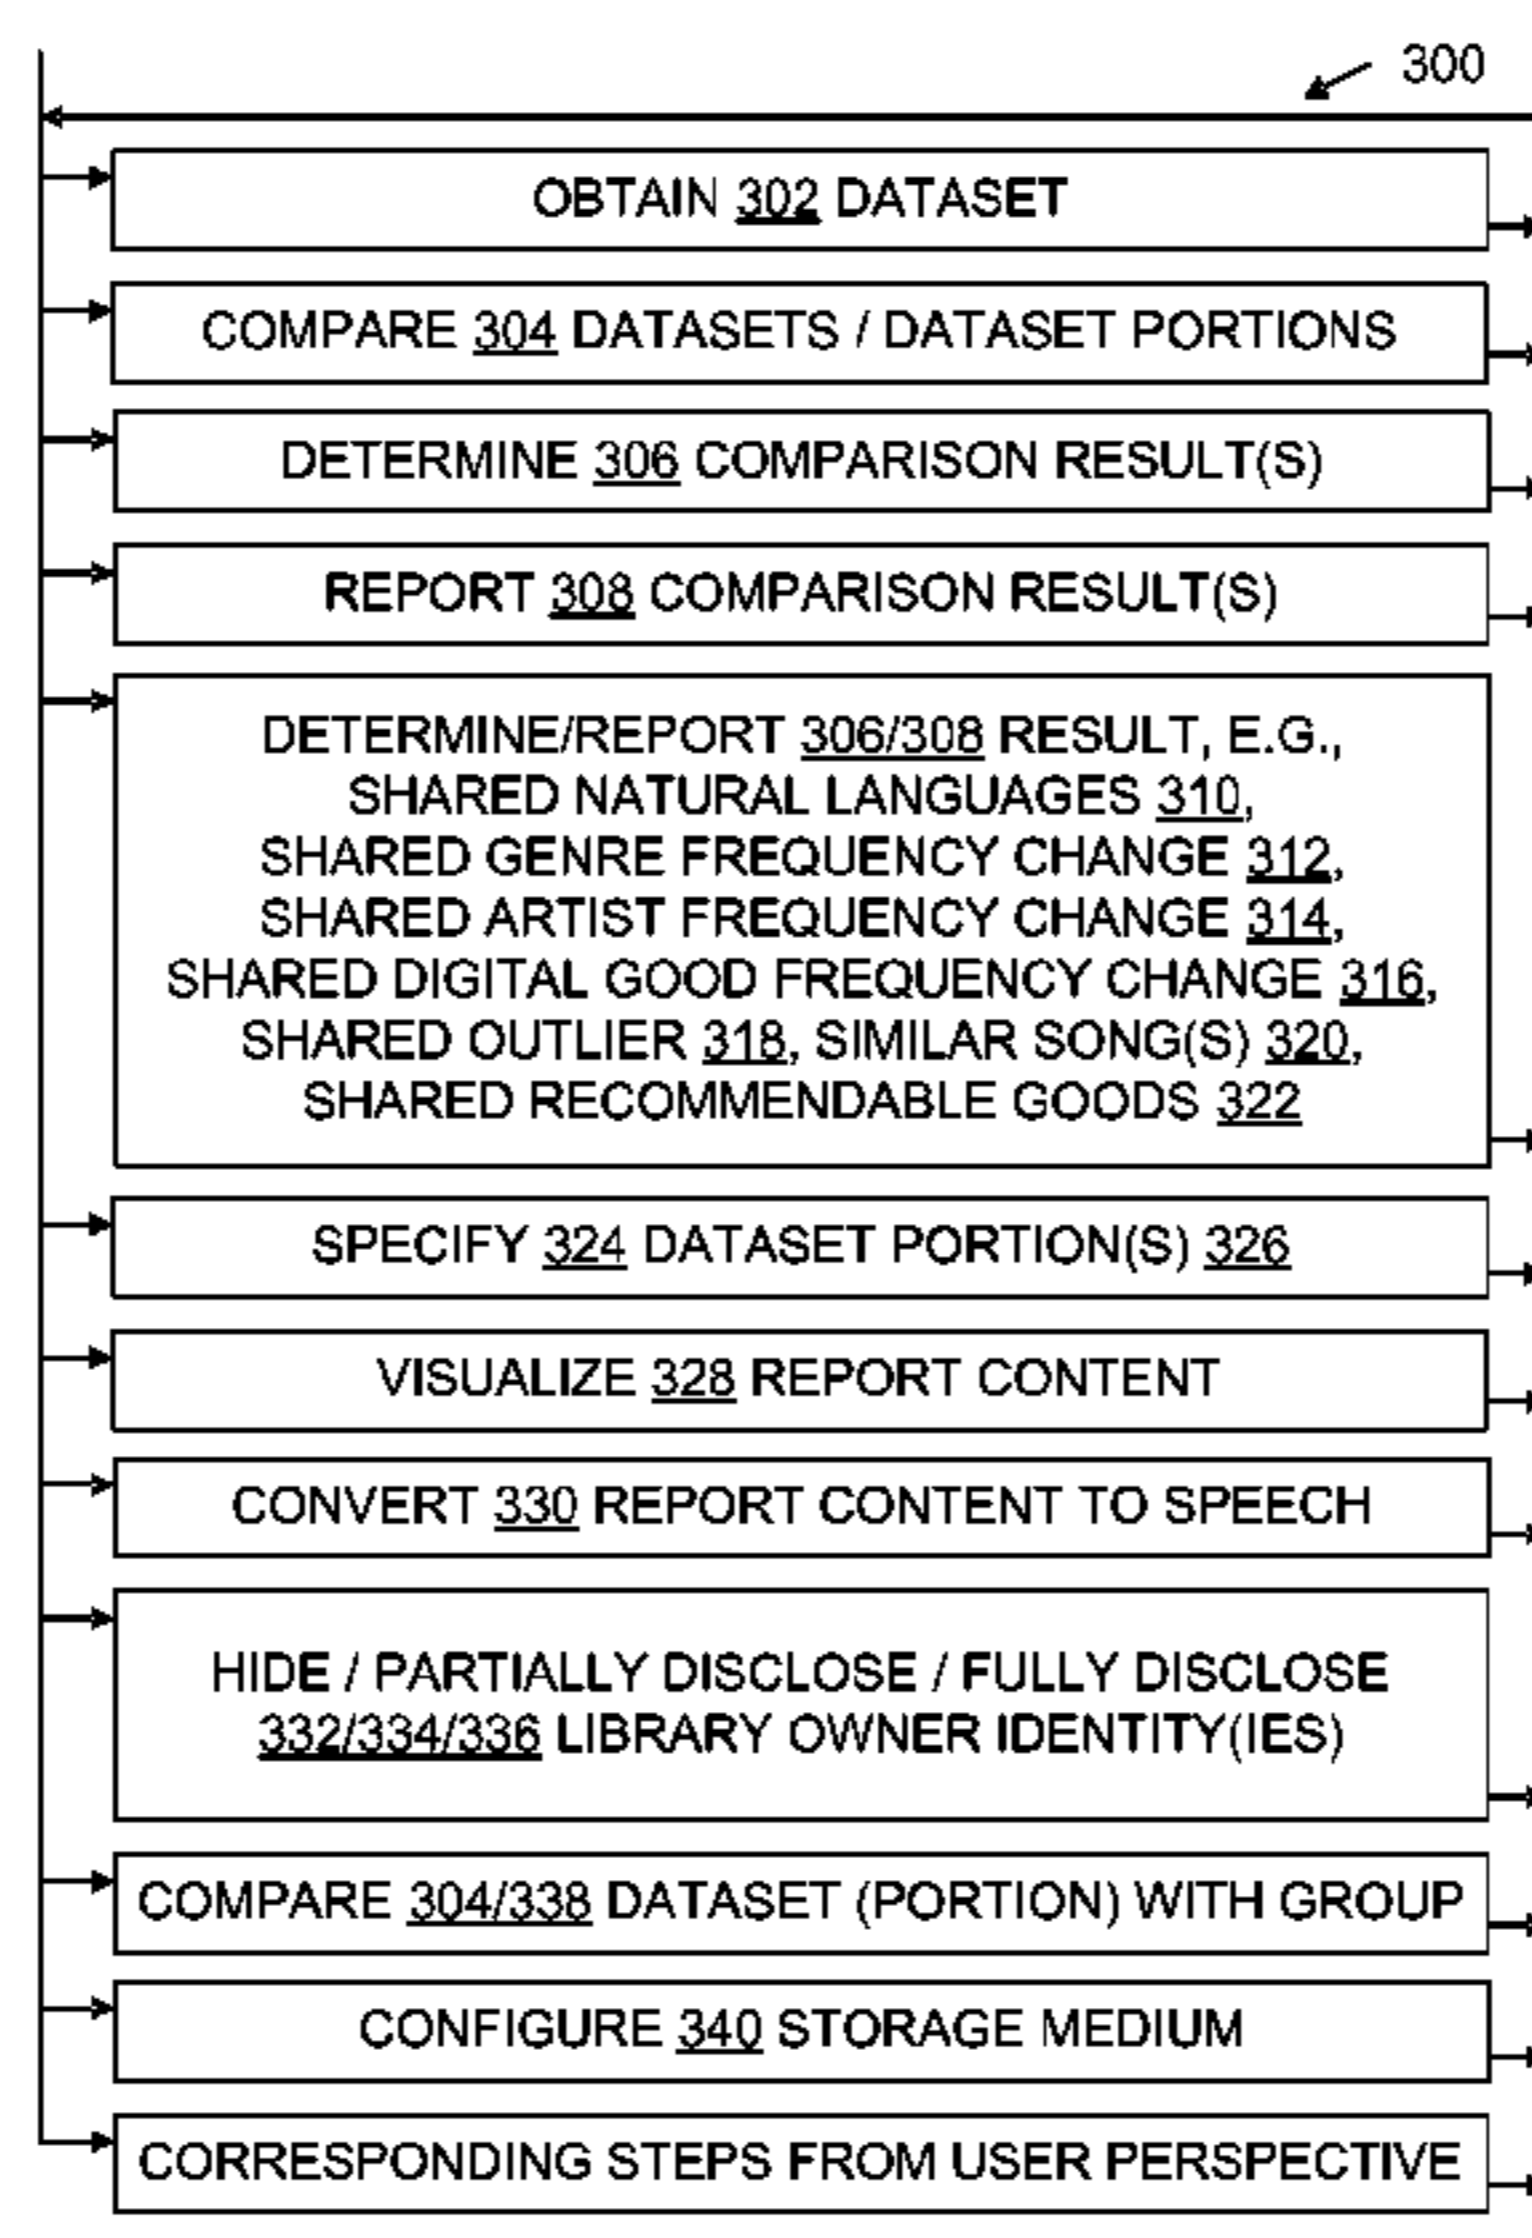 300
OBTAIN 302 DATASET
COMPARE 304 DATASETS / DATASET PORTIONS
DETERMINE 306 COMPARISON RESULT(S)
REPORT 308 COMPARISON RESULT(S)
DETERMINE/REPORT 306/308 RESULT, E.G.,
SHARED NATURAL LANGUAGES 310,
SHARED GENRE FREQUENCY CHANGE 312,
SHARED ARTIST FREQUENCY CHANGE 314,
SHARED DIGITAL GOOD FREQUENCY CHANGE 316,
SHARED OUTLIER 318, SIMILAR SONG(S) 320,
SHARED RECOMMENDABLE GOODS 322
SPECIFY 324 DATASET PORTION(S) 326
VISUALIZE 328 REPORT CONTENT
CONVERT 330 REPORT CONTENT TO SPEECH
HIDE / PARTIALLY DISCLOSE / FULLY DISCLOSE
332/334/336 LIBRARY OWNER IDENTITY(IES)
COMPARE 304/338 DATASET (PORTION) WITH GROUP
CONFIGURE 340 STORAGE MEDIUM
CORRESPONDING STEPS FROM USER PERSPECTIVE